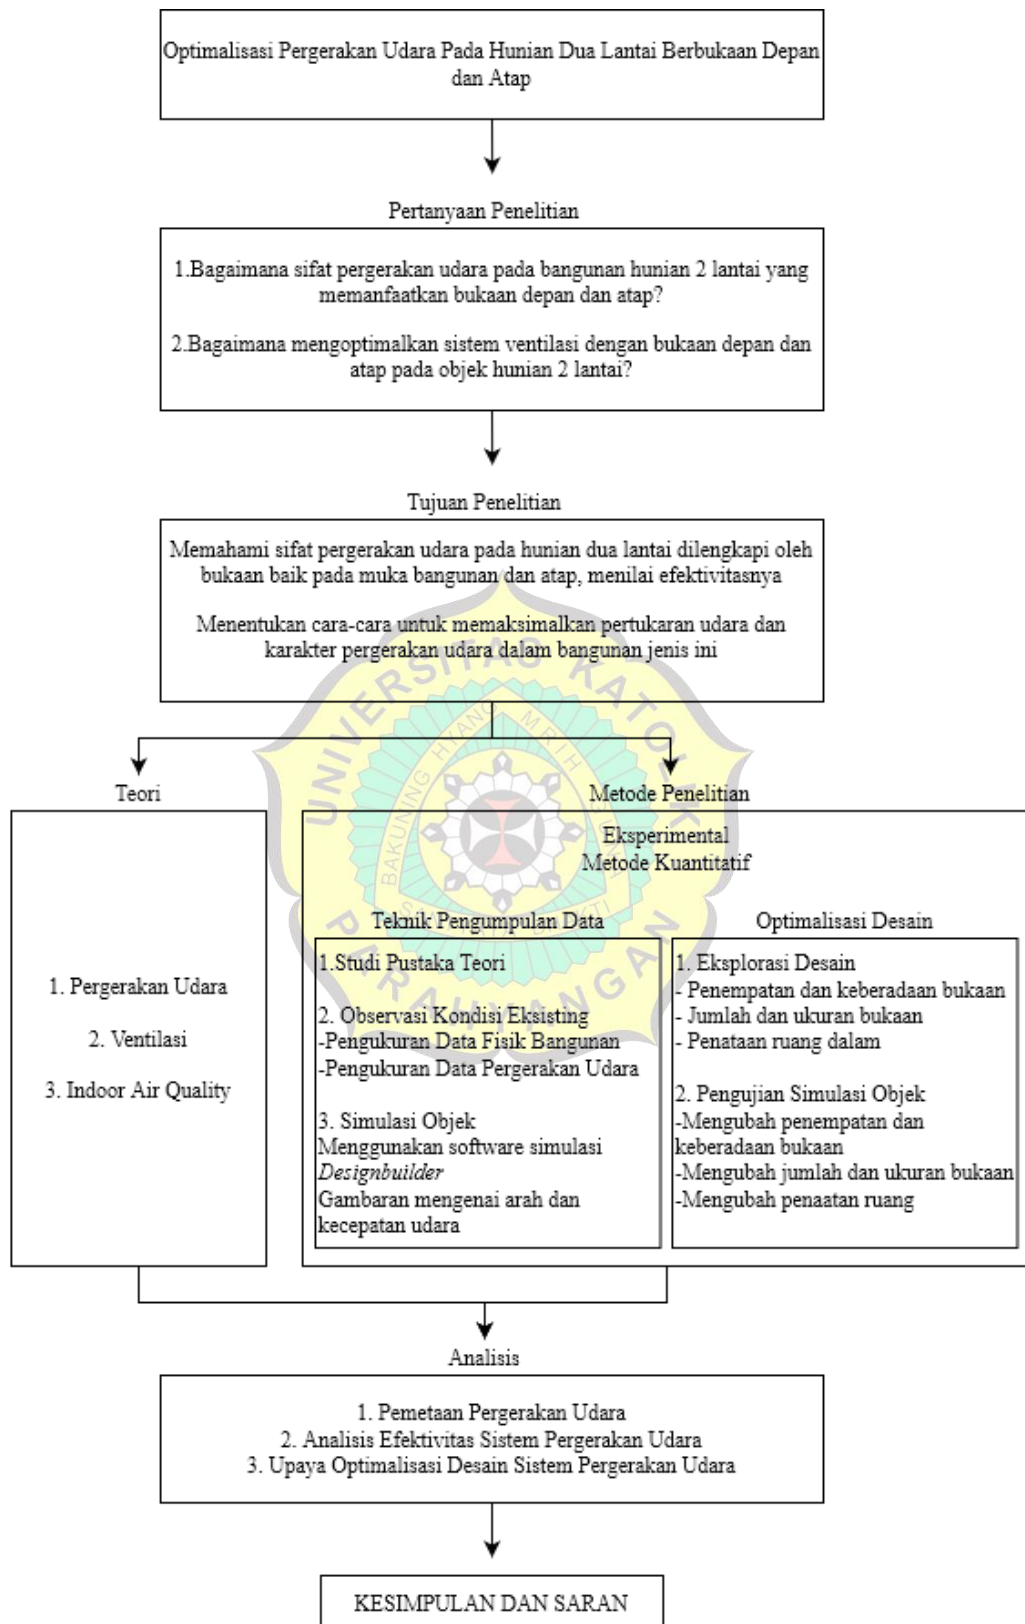 Optimalisasi Pergerakan Udara Pada Hunian Dua Lantai Berbukaan Depan
dan Atap
Pertanyaan Penelitian
1.Bagaimana sifat pergerakan udara pada bangunan hunian 2 lantai yang
memanfaatkan bukaan depan dan atap?
2.Bagaimana mengoptimalkan sistem ventilasi dengan bukaan depan dan
atap pada objek hunian 2 lantai?
Tujuan Penelitian
Memahami sifat pergerakan udara pada hunian dua lantai dilengkapi oleh
bukaan baik pada muka bangunan dan atap, menilai efektivitasnya
Menentukan cara-cara untuk memaksimalkan pertukaran udara dan
karakter pergerakan udara dalam bangunan jenis ini
UNIVERSITAS KATOLIK
PARAHYANGAN
BAKUNING HYANG MRIH GUNA
SANTYAYA BHAKTI
Teori
1. Pergerakan Udara
2. Ventilasi
3. Indoor Air Quality
Metode Penelitian
Eksperimental
Metode Kuantitatif
Teknik Pengumpulan Data
1.Studi Pustaka Teori
2. Observasi Kondisi Eksisting
-Pengukuran Data Fisik Bangunan
-Pengukuran Data Pergerakan Udara
3. Simulasi Objek
Menggunakan software simulasi
Designbuilder
Gambaran mengenai arah dan
kecepatan udara
Optimalisasi Desain
1. Eksplorasi Desain
- Penempatan dan keberadaan bukaan
- Jumlah dan ukuran bukaan
- Penataan ruang dalam
2. Pengujian Simulasi Objek
-Mengubah penempatan dan
keberadaan bukaan
-Mengubah jumlah dan ukuran bukaan
-Mengubah penaatan ruang
Analisis
1. Pemetaan Pergerakan Udara
2. Analisis Efektivitas Sistem Pergerakan Udara
3. Upaya Optimalisasi Desain Sistem Pergerakan Udara
KESIMPULAN DAN SARAN